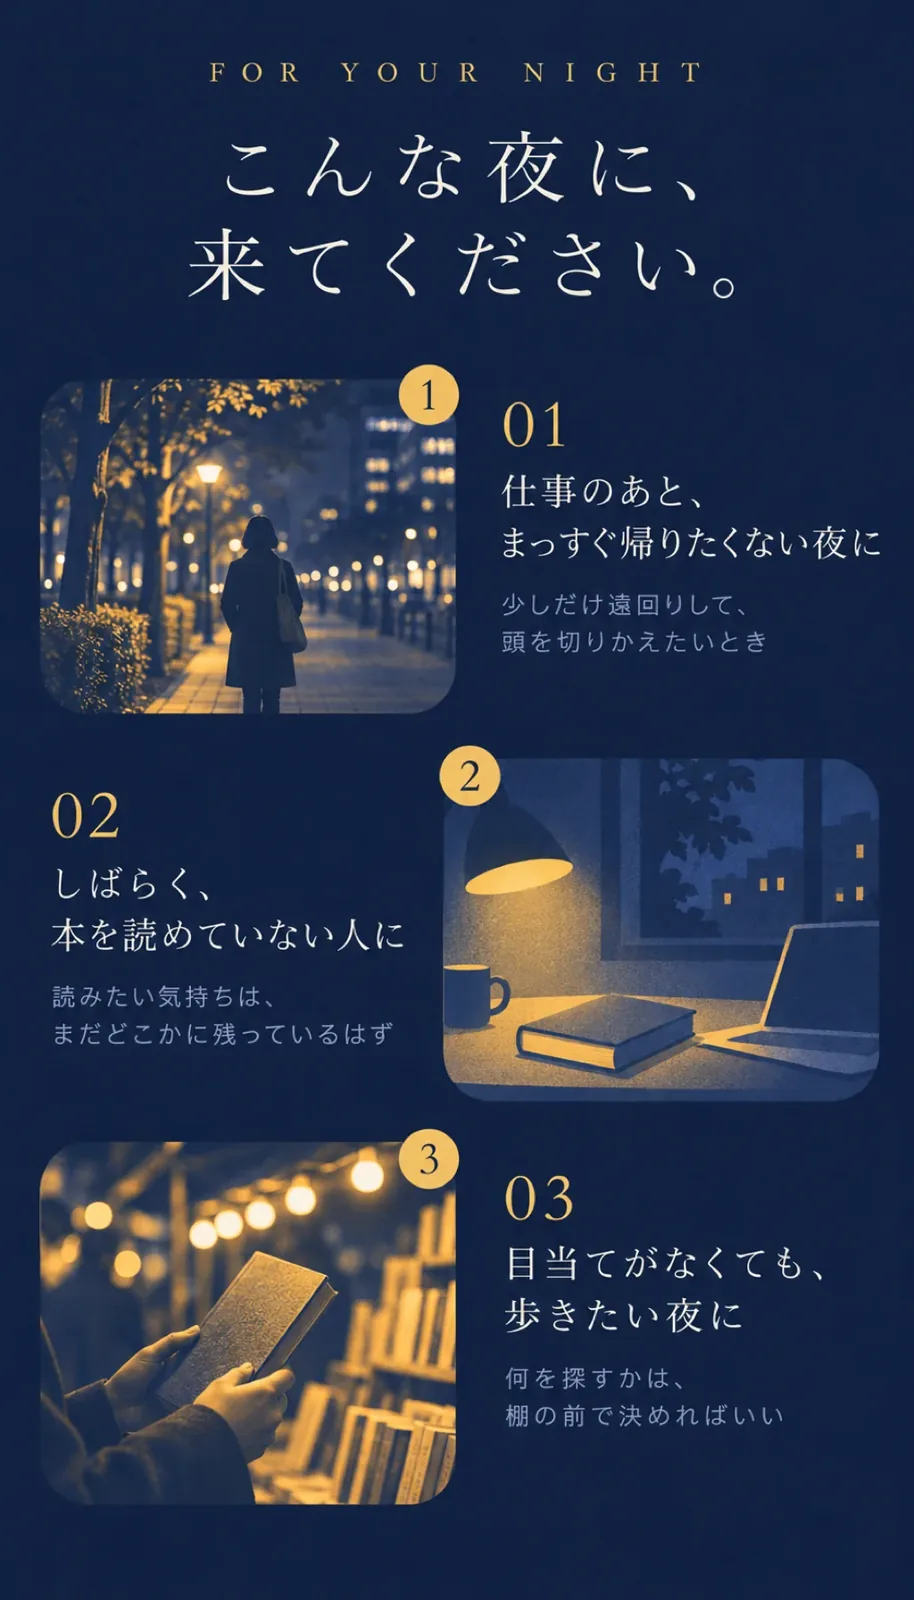 FOR YOUR NIGHT
こんな夜に、
来てください。
1
01
仕事のあと、
まっすぐ帰りたくない夜に
少しだけ遠回りして、
頭を切りかえたいとき
2
02
しばらく、
本を読めていない人に
読みたい気持ちは、
まだどこかに残っているはず
3
03
目当てがなくても、
歩きたい夜に
何を探すかは、
棚の前で決めればいい